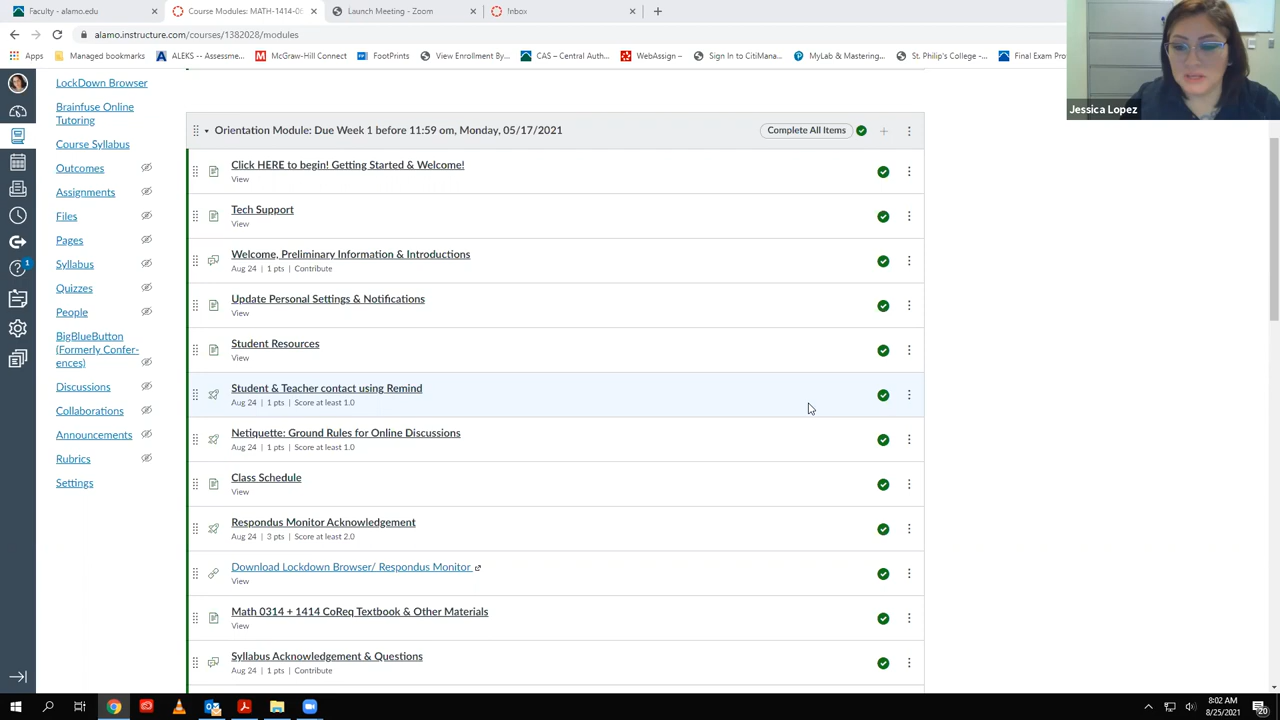 Faculty - alamo.edu
Course Modules: MATH-1414-06
Launch Meeting - Zoom
Inbox
alamo.instructure.com/courses/1382028/modules
Apps
Managed bookmarks
ALEKS -- Assessme...
McGraw-Hill Connect
FootPrints
View Enrollment By...
CAS – Central Auth...
WebAssign –
Sign In to CitiMana...
MyLab & Mastering
St. Philip's College -...
Final Exam Pro
Jessica Lopez
LockDown Browser
Brainfuse Online
Tutoring
Course Syllabus
Outcomes
Assignments
Files
Pages
Syllabus
Quizzes
People
BigBlueButton
(Formerly Confer-
ences)
Discussions
Collaborations
Announcements
Rubrics
Settings
1
Orientation Module: Due Week 1 before 11:59 om, Monday, 05/17/2021
Complete All Items
Click HERE to begin! Getting Started & Welcome!
View
Tech Support
View
Welcome, Preliminary Information & Introductions
Aug 24 | 1 pts | Contribute
Update Personal Settings & Notifications
View
Student Resources
View
Student & Teacher contact using Remind
Aug 24 | 1 pts | Score at least 1.0
Netiquette: Ground Rules for Online Discussions
Aug 24 | 1 pts | Score at least 1.0
Class Schedule
View
Respondus Monitor Acknowledgement
Aug 24 | 3 pts | Score at least 2.0
Download Lockdown Browser/ Respondus Monitor
View
Math 0314 + 1414 CoReq Textbook & Other Materials
View
Syllabus Acknowledgement & Questions
Aug 24 | 1 pts | Contribute
8:02 AM
8/25/2021
20